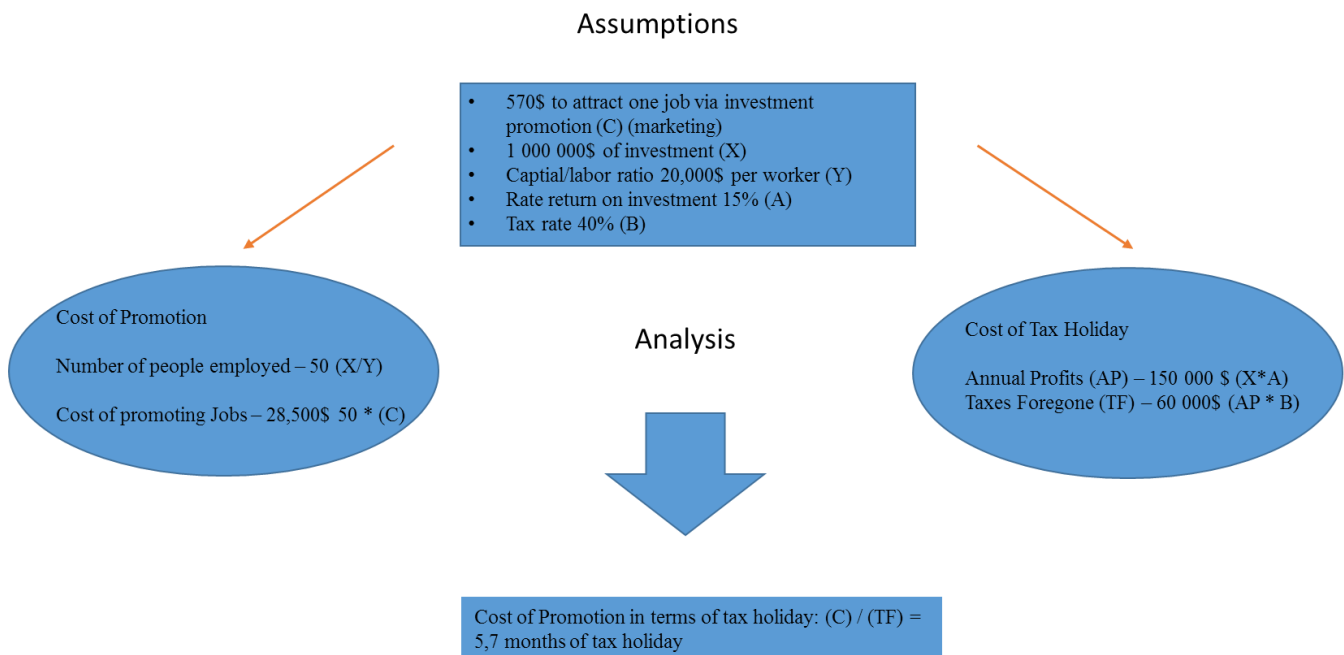 Assumptions
• 570$ to attract one job via investment
promotion (C) (marketing)
• 1 000 000$ of investment (X)
• Captial/labor ratio 20,000$ per worker (Y)
• Rate return on investment 15% (A)
• Tax rate 40% (B)
Cost of Promotion
Number of people employed – 50 (X/Y)
Cost of promoting Jobs – 28,500$ 50 * (C)
Analysis
Cost of Tax Holiday
Annual Profits (AP) – 150 000 $ (X*A)
Taxes Foregone (TF) – 60 000$ (AP * B)
Cost of Promotion in terms of tax holiday: (C) / (TF) =
5,7 months of tax holiday